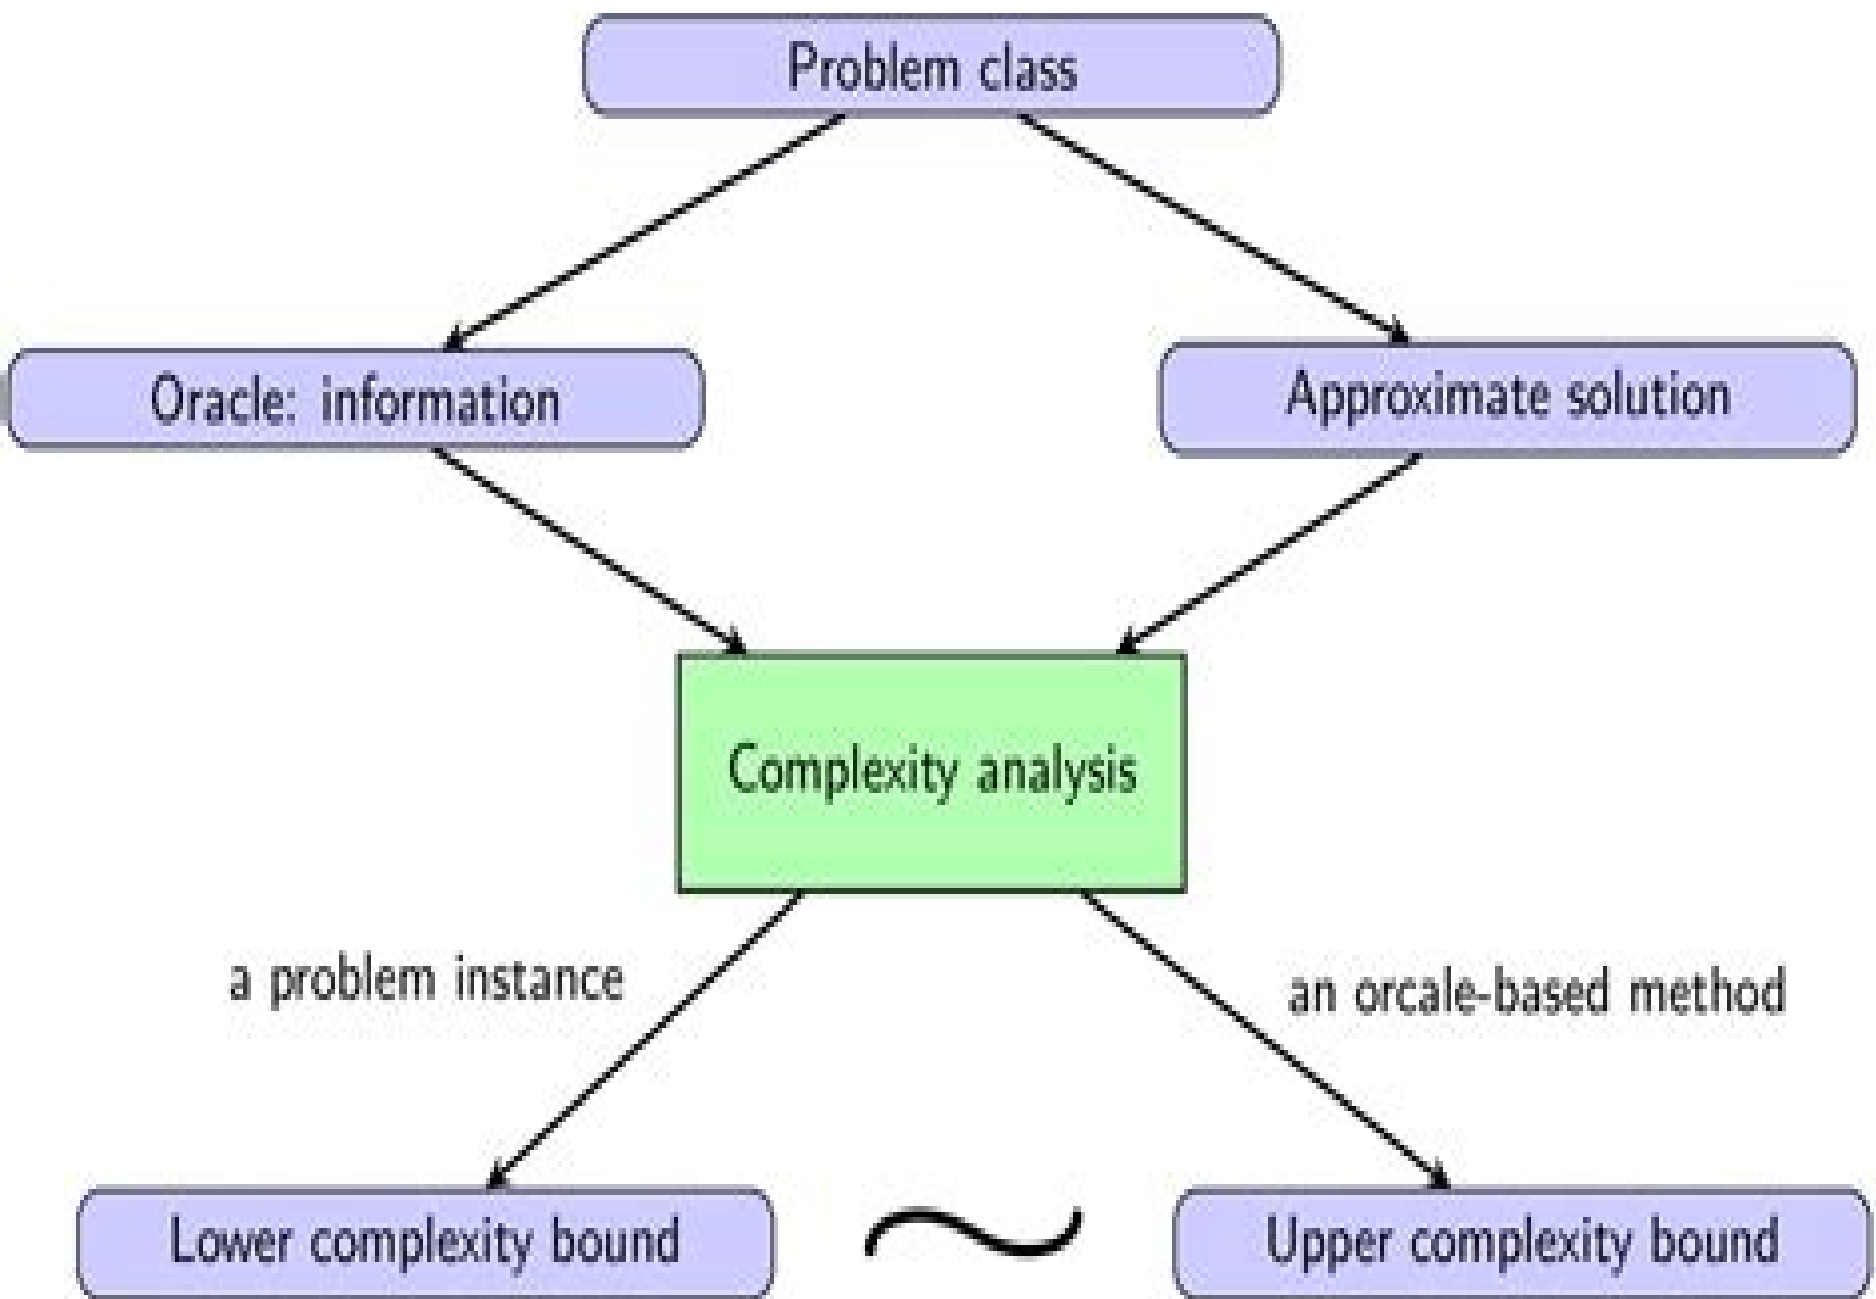 Problem class
Oracle: information
Approximate solution
Complexity analysis
a problem instance
an orcale-based method
Lower complexity bound
~
Upper complexity bound